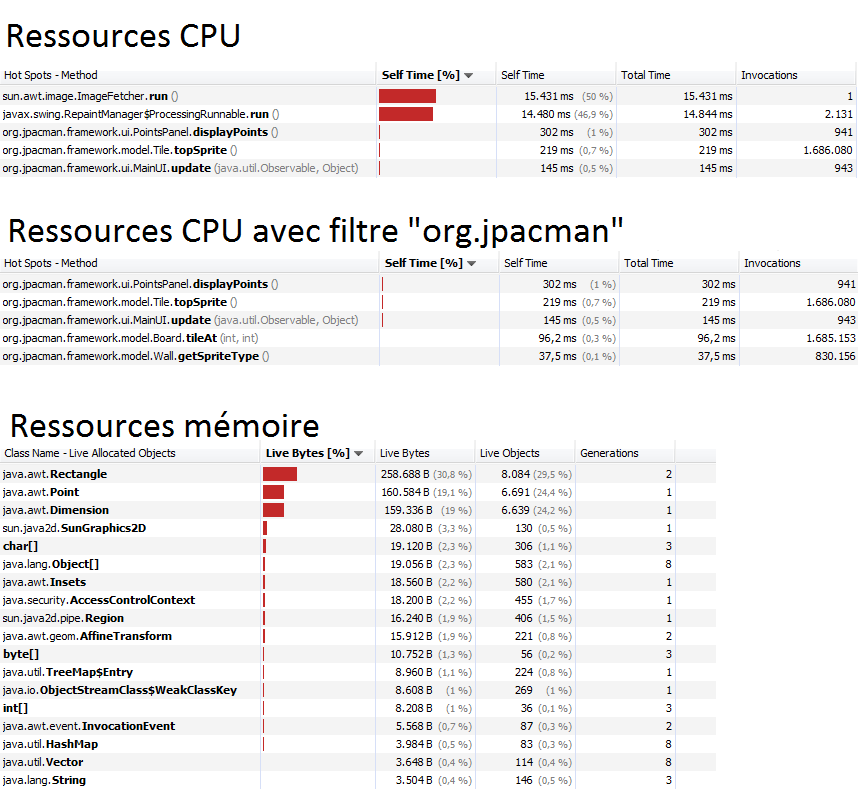 Ressources CPU
Hot Spots - Method Self Time [%] Self Time Total Time Invocations
sun.awt.image.ImageFetcher.run () 15.431 ms (50 %) 15.431 ms 1
javax.swing.RepaintManager$ProcessingRunnable.run () 14.480 ms (46,9 %) 14.844 ms 2.131
org.jpacman.framework.ui.PointsPanel.displayPoints () 302 ms (1 %) 302 ms 941
org.jpacman.framework.model.Tile.topSprite () 219 ms (0,7 %) 219 ms 1.686.080
org.jpacman.framework.ui.MainUI.update (java.util.Observable, Object) 145 ms (0,5 %) 145 ms 943
Ressources CPU avec filtre "org.jpacman"
Hot Spots - Method Self Time [%] Self Time Total Time Invocations
org.jpacman.framework.ui.PointsPanel.displayPoints () 302 ms (1 %) 302 ms 941
org.jpacman.framework.model.Tile.topSprite () 219 ms (0,7 %) 219 ms 1.686.080
org.jpacman.framework.ui.MainUI.update (java.util.Observable, Object) 145 ms (0,5 %) 145 ms 943
org.jpacman.framework.model.Board.tileAt (int, int) 96,2 ms (0,3 %) 96,2 ms 1.685.153
org.jpacman.framework.model.Wall.getSpriteType () 37,5 ms (0,1 %) 37,5 ms 830.156
Ressources mémoire
Class Name - Live Allocated Objects Live Bytes [%] Live Bytes Live Objects Generations
java.awt.Rectangle 258.688 B (30,8 %) 8.084 (29,5 %) 2
java.awt.Point 160.584 B (19,1 %) 6.691 (24,4 %) 1
java.awt.Dimension 159.336 B (19 %) 6.639 (24,2 %) 1
sun.java2d.SunGraphics2D 28.080 B (3,3 %) 130 (0,5 %) 1
char[] 19.120 B (2,3 %) 306 (1,1 %) 3
java.lang.Object[] 19.056 B (2,3 %) 583 (2,1 %) 8
java.awt.Insets 18.560 B (2,2 %) 580 (2,1 %) 1
java.security.AccessControlContext 18.200 B (2,2 %) 455 (1,7 %) 1
sun.java2d.pipe.Region 16.240 B (1,9 %) 406 (1,5 %) 1
java.awt.geom.AffineTransform 15.912 B (1,9 %) 221 (0,8 %) 2
byte[] 10.752 B (1,3 %) 56 (0,2 %) 3
java.util.TreeMap$Entry 8.960 B (1,1 %) 224 (0,8 %) 1
java.io.ObjectStreamClass$WeakClassKey 8.608 B (1 %) 269 (1 %) 1
int[] 8.208 B (1 %) 36 (0,1 %) 3
java.awt.event.InvocationEvent 5.568 B (0,7 %) 87 (0,3 %) 2
java.util.HashMap 3.984 B (0,5 %) 83 (0,3 %) 8
java.util.Vector 3.648 B (0,4 %) 114 (0,4 %) 8
java.lang.String 3.504 B (0,4 %) 146 (0,5 %) 3